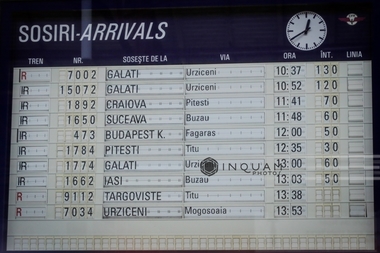 SOSIRI-ARRIVALS
TREN NR. SOSEȘTE DE LA VIA ORA ÎNT. LINIA
R 7002 GALATI Urziceni 10:37 130
IR 15072 GALATI Urziceni 10:52 120
IR 1892 CRAIOVA Pitesti 11:41 70
IR 1650 SUCEAVA Buzau 11:48 60
IR 473 BUDAPEST K. Fagaras 12:00 50
IR 1784 PITESTI Titu 12:35 30
IR 1774 GALATI Urziceni 13:00 60
IR 1662 IASI Buzau 13:03 50
R 9112 TARGOVISTE Titu 13:38
R 7034 URZICENI Mogosoaia 13:53
INQUAM
PHOTOS